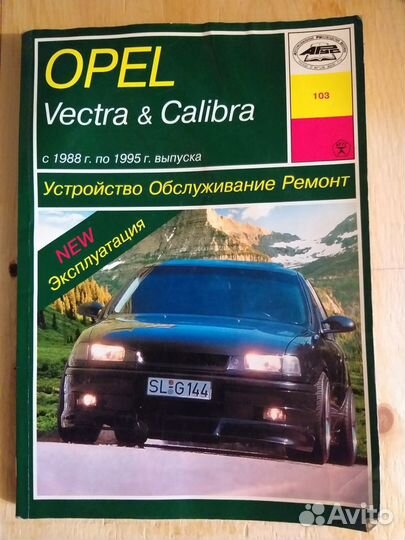 OPEL
Vectra & Calibra
с 1988 г. по 1995 г. выпуска
103
Устройство Обслуживание Ремонт
NEW
Эксплуатация
SL G 144
Avito